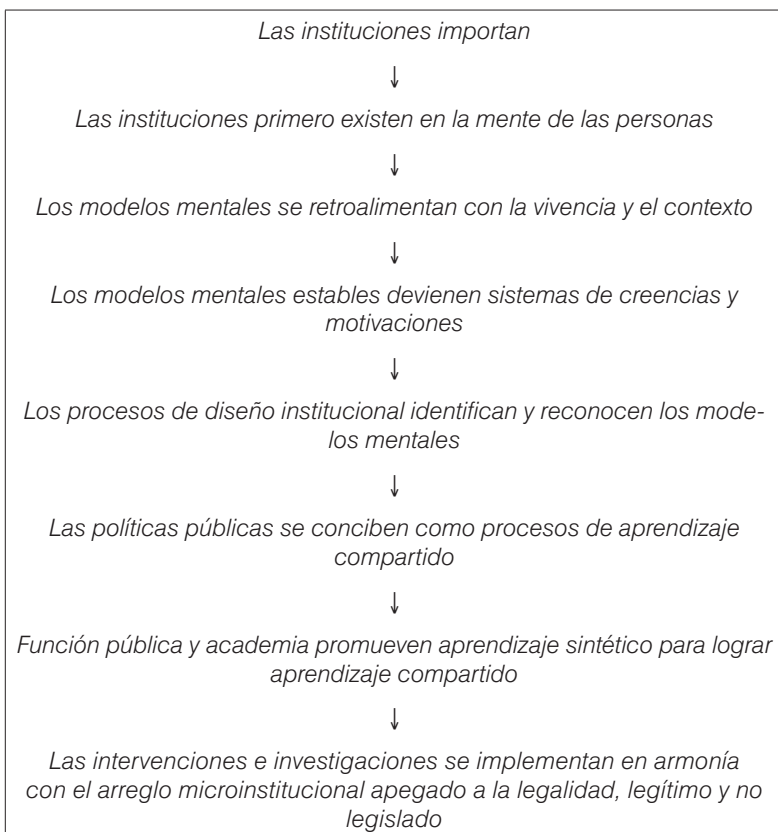 Las instituciones importan
↓
Las instituciones primero existen en la mente de las personas
↓
Los modelos mentales se retroalimentan con la vivencia y el contexto
↓
Los modelos mentales estables devienen sistemas de creencias y
motivaciones
↓
Los procesos de diseño institucional identifican y reconocen los mode-
los mentales
↓
Las políticas públicas se conciben como procesos de aprendizaje
compartido
↓
Función pública y academia promueven aprendizaje sintético para lograr
aprendizaje compartido
↓
Las intervenciones e investigaciones se implementan en armonía
con el arreglo microinstitucional apegado a la legalidad, legítimo y no
legislado